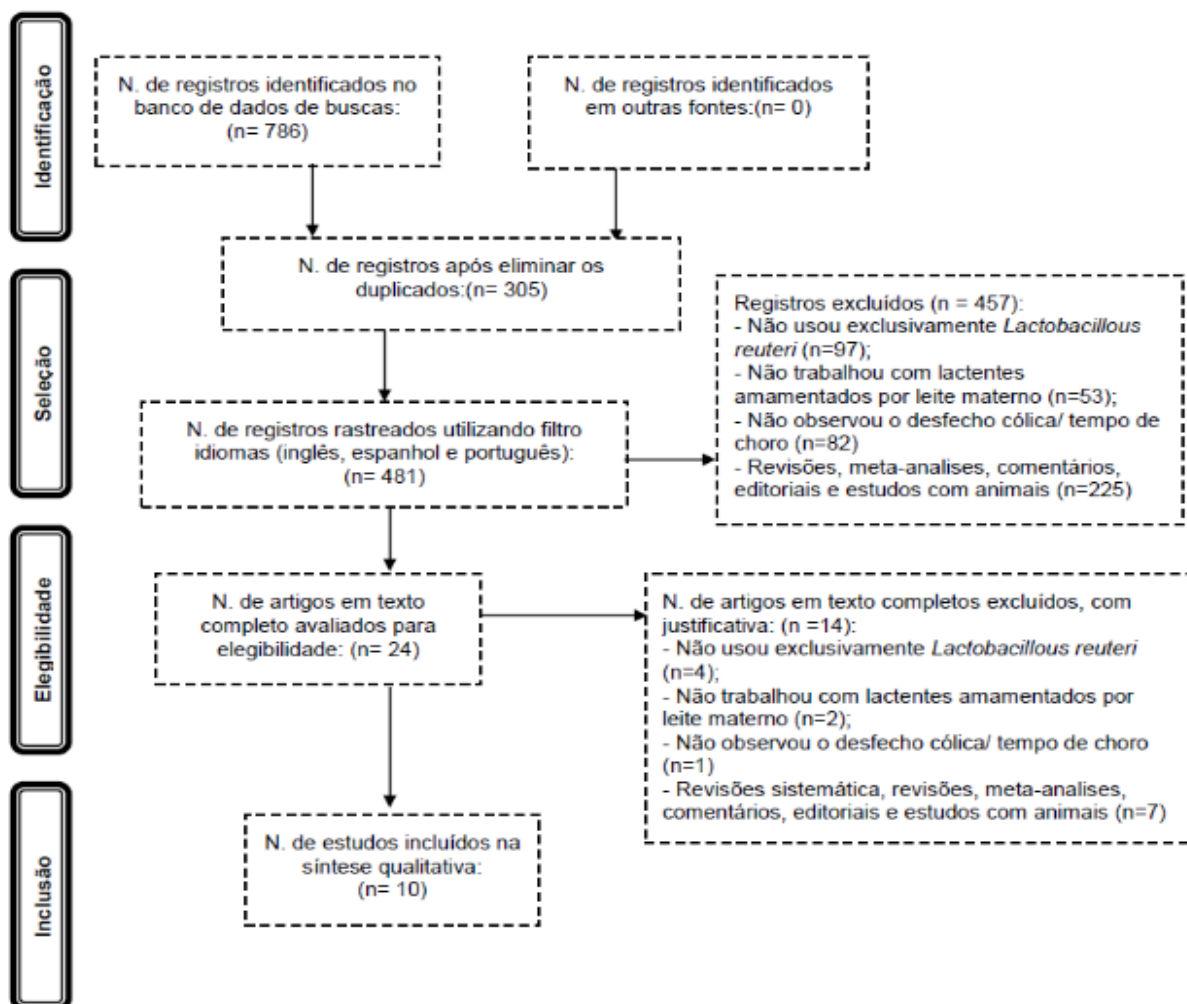 Identificação
N. de registros identificados no
banco de dados de buscas:
(n= 786)
N. de registros identificados
em outras fontes:(n= 0)
N. de registros após eliminar os
duplicados:(n= 305)
Seleção
N. de registros rastreados utilizando filtro
idiomas (inglês, espanhol e português):
(n= 481)
Registros excluídos (n = 457):
- Não usou exclusivamente Lactobacillous
reuteri (n=97);
- Não trabalhou com lactentes
amamentados por leite materno (n=53);
- Não observou o desfecho cólica/ tempo de
choro (n=82)
- Revisões, meta-analises, comentários,
editoriais e estudos com animais (n=225)
Elegibilidade
N. de artigos em texto
completo avaliados para
elegibilidade: (n= 24)
N. de artigos em texto completos excluídos, com
justificativa: (n =14):
- Não usou exclusivamente Lactobacillous reuteri
(n=4);
- Não trabalhou com lactentes amamentados por
leite materno (n=2);
- Não observou o desfecho cólica/ tempo de choro
(n=1)
- Revisões sistemática, revisões, meta-analises,
comentários, editoriais e estudos com animais (n=7)
Inclusão
N. de estudos incluídos na
síntese qualitativa:
(n= 10)